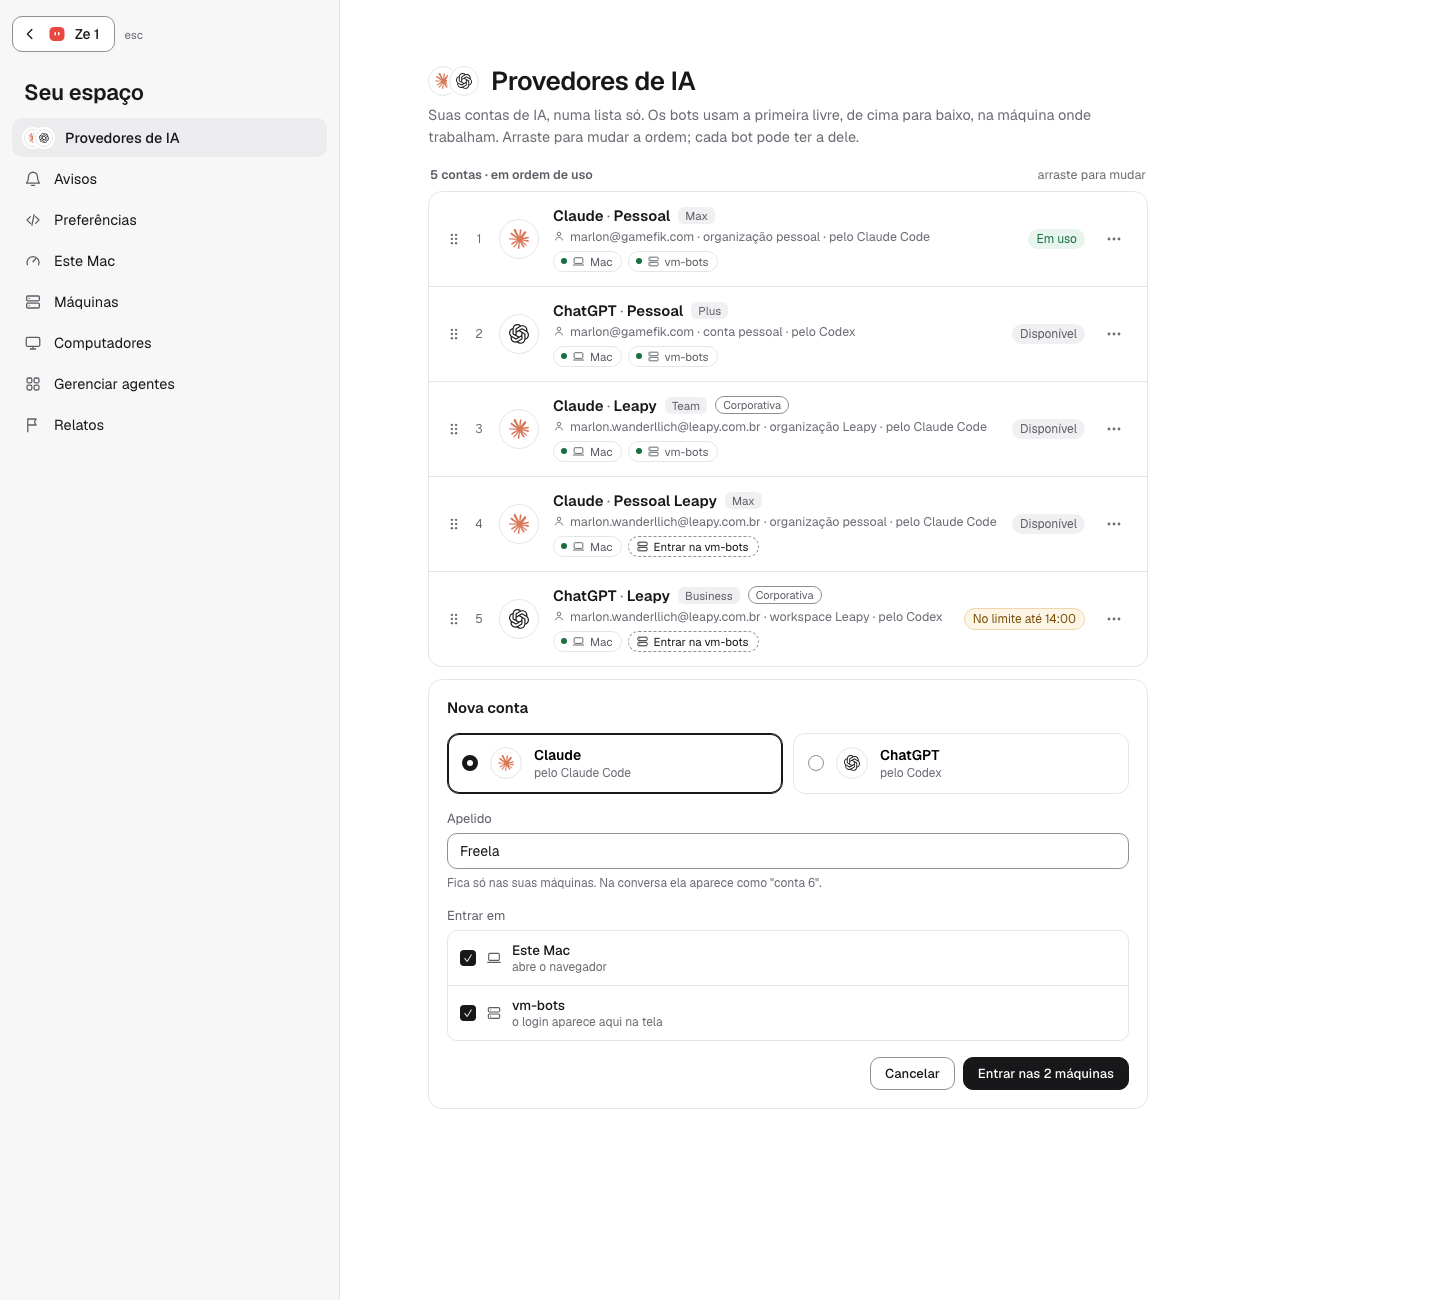 Ze 1
esc
Seu espaço
Provedores de IA
Avisos
Preferências
Este Mac
Máquinas
Computadores
Gerenciar agentes
Relatos
Provedores de IA
Suas contas de IA, numa lista só. Os bots usam a primeira livre, de cima para baixo, na máquina onde
trabalham. Arraste para mudar a ordem; cada bot pode ter a dele.
5 contas · em ordem de uso
arraste para mudar
1
Claude · Pessoal Max
marlon@gamefik.com · organização pessoal · pelo Claude Code
Mac vm-bots
Em uso
2
ChatGPT · Pessoal Plus
marlon@gamefik.com · conta pessoal · pelo Codex
Mac vm-bots
Disponível
3
Claude · Leapy Team Corporativa
marlon.wanderllich@leapy.com.br · organização Leapy · pelo Claude Code
Mac vm-bots
Disponível
4
Claude · Pessoal Leapy Max
marlon.wanderllich@leapy.com.br · organização pessoal · pelo Claude Code
Mac Entrar na vm-bots
Disponível
5
ChatGPT · Leapy Business Corporativa
marlon.wanderllich@leapy.com.br · workspace Leapy · pelo Codex
Mac Entrar na vm-bots
No limite até 14:00
Nova conta
Claude
pelo Claude Code
ChatGPT
pelo Codex
Apelido
Freela
Fica só nas suas máquinas. Na conversa ela aparece como "conta 6".
Entrar em
Este Mac
abre o navegador
vm-bots
o login aparece aqui na tela
Cancelar
Entrar nas 2 máquinas